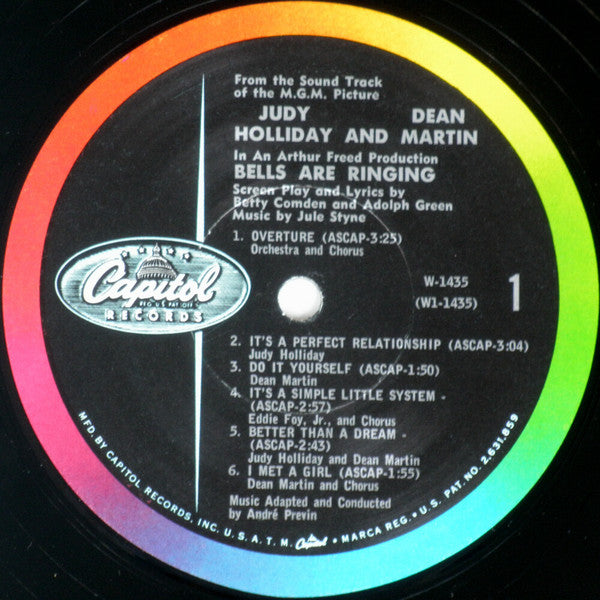 From the Sound Track
of the M.G.M. Picture
JUDY DEAN
HOLLIDAY AND MARTIN
In An Arthur Freed Production
BELLS ARE RINGING
Screen Play and Lyrics by
Betty Comden and Adolph Green
Music by Jule Styne
1. OVERTURE (ASCAP-3:25)
Orchestra and Chorus
Capitol
REG. U.S. PAT. OFF.
RECORDS
W-1435
(W1-1435)
1
2. IT'S A PERFECT RELATIONSHIP (ASCAP-3:04)
Judy Holliday
3. DO IT YOURSELF (ASCAP-1:50)
Dean Martin
4. IT'S A SIMPLE LITTLE SYSTEM -
(ASCAP-2:57)
Eddie Foy, Jr., and Chorus
5. BETTER THAN A DREAM -
(ASCAP-2:43)
Judy Holliday and Dean Martin
6. I MET A GIRL (ASCAP-1:55)
Dean Martin and Chorus
Music Adapted and Conducted
by André Previn
MFD. BY CAPITOL RECORDS, INC. U.S.A. T.M. Capitol • MARCA REG. • U.S. PAT. NO. 2,631,859